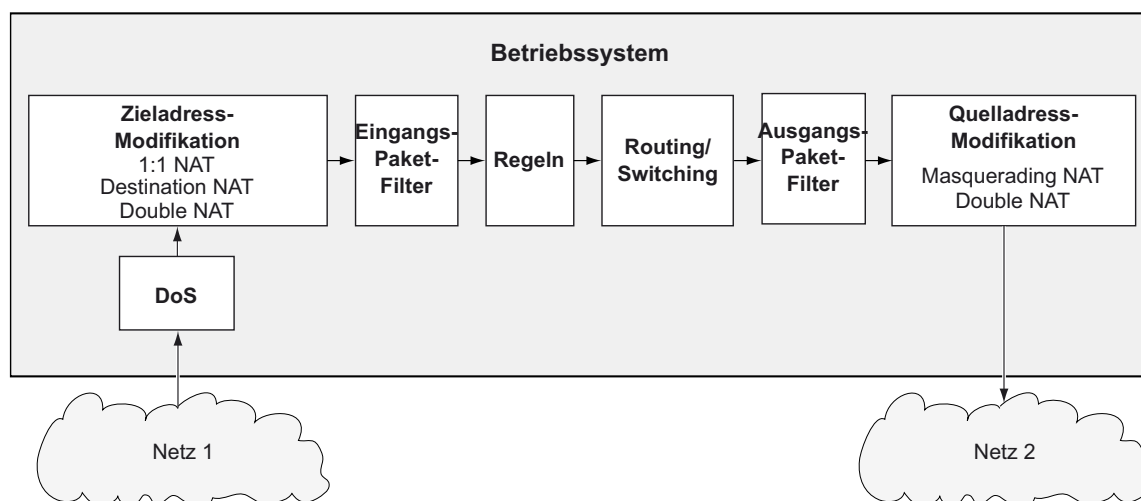 Betriebssystem
Zieladress-
Modifikation
1:1 NAT
Destination NAT
Double NAT
Eingangs-
Paket-
Filter
Regeln
Routing/
Switching
Ausgangs-
Paket-
Filter
Quelladress-
Modifikation
Masquerading NAT
Double NAT
DoS
Netz 1
Netz 2